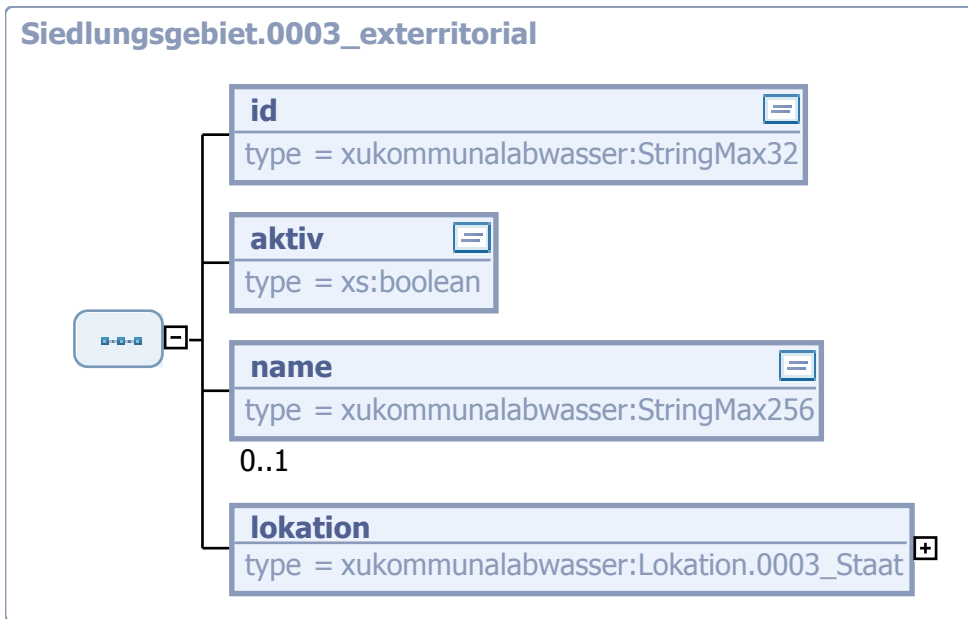 Siedlungsgebiet.0003_exterritorial
id
type = xukommunalabwasser:StringMax32
aktiv
type = xs:boolean
name
type = xukommunalabwasser:StringMax256
0..1
lokation
type = xukommunalabwasser:Lokation.0003_Staat